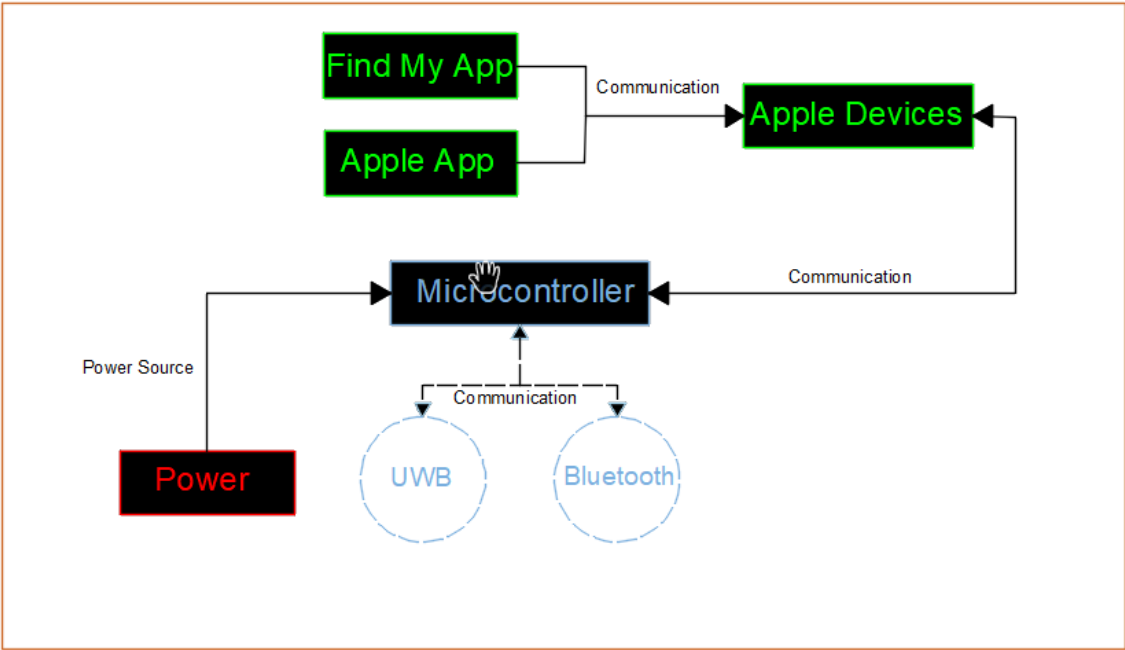 Find My App
Communication
Apple Devices
Apple App
Microcontroller
Communication
Power Source
Communication
Power
UWB
Bluetooth